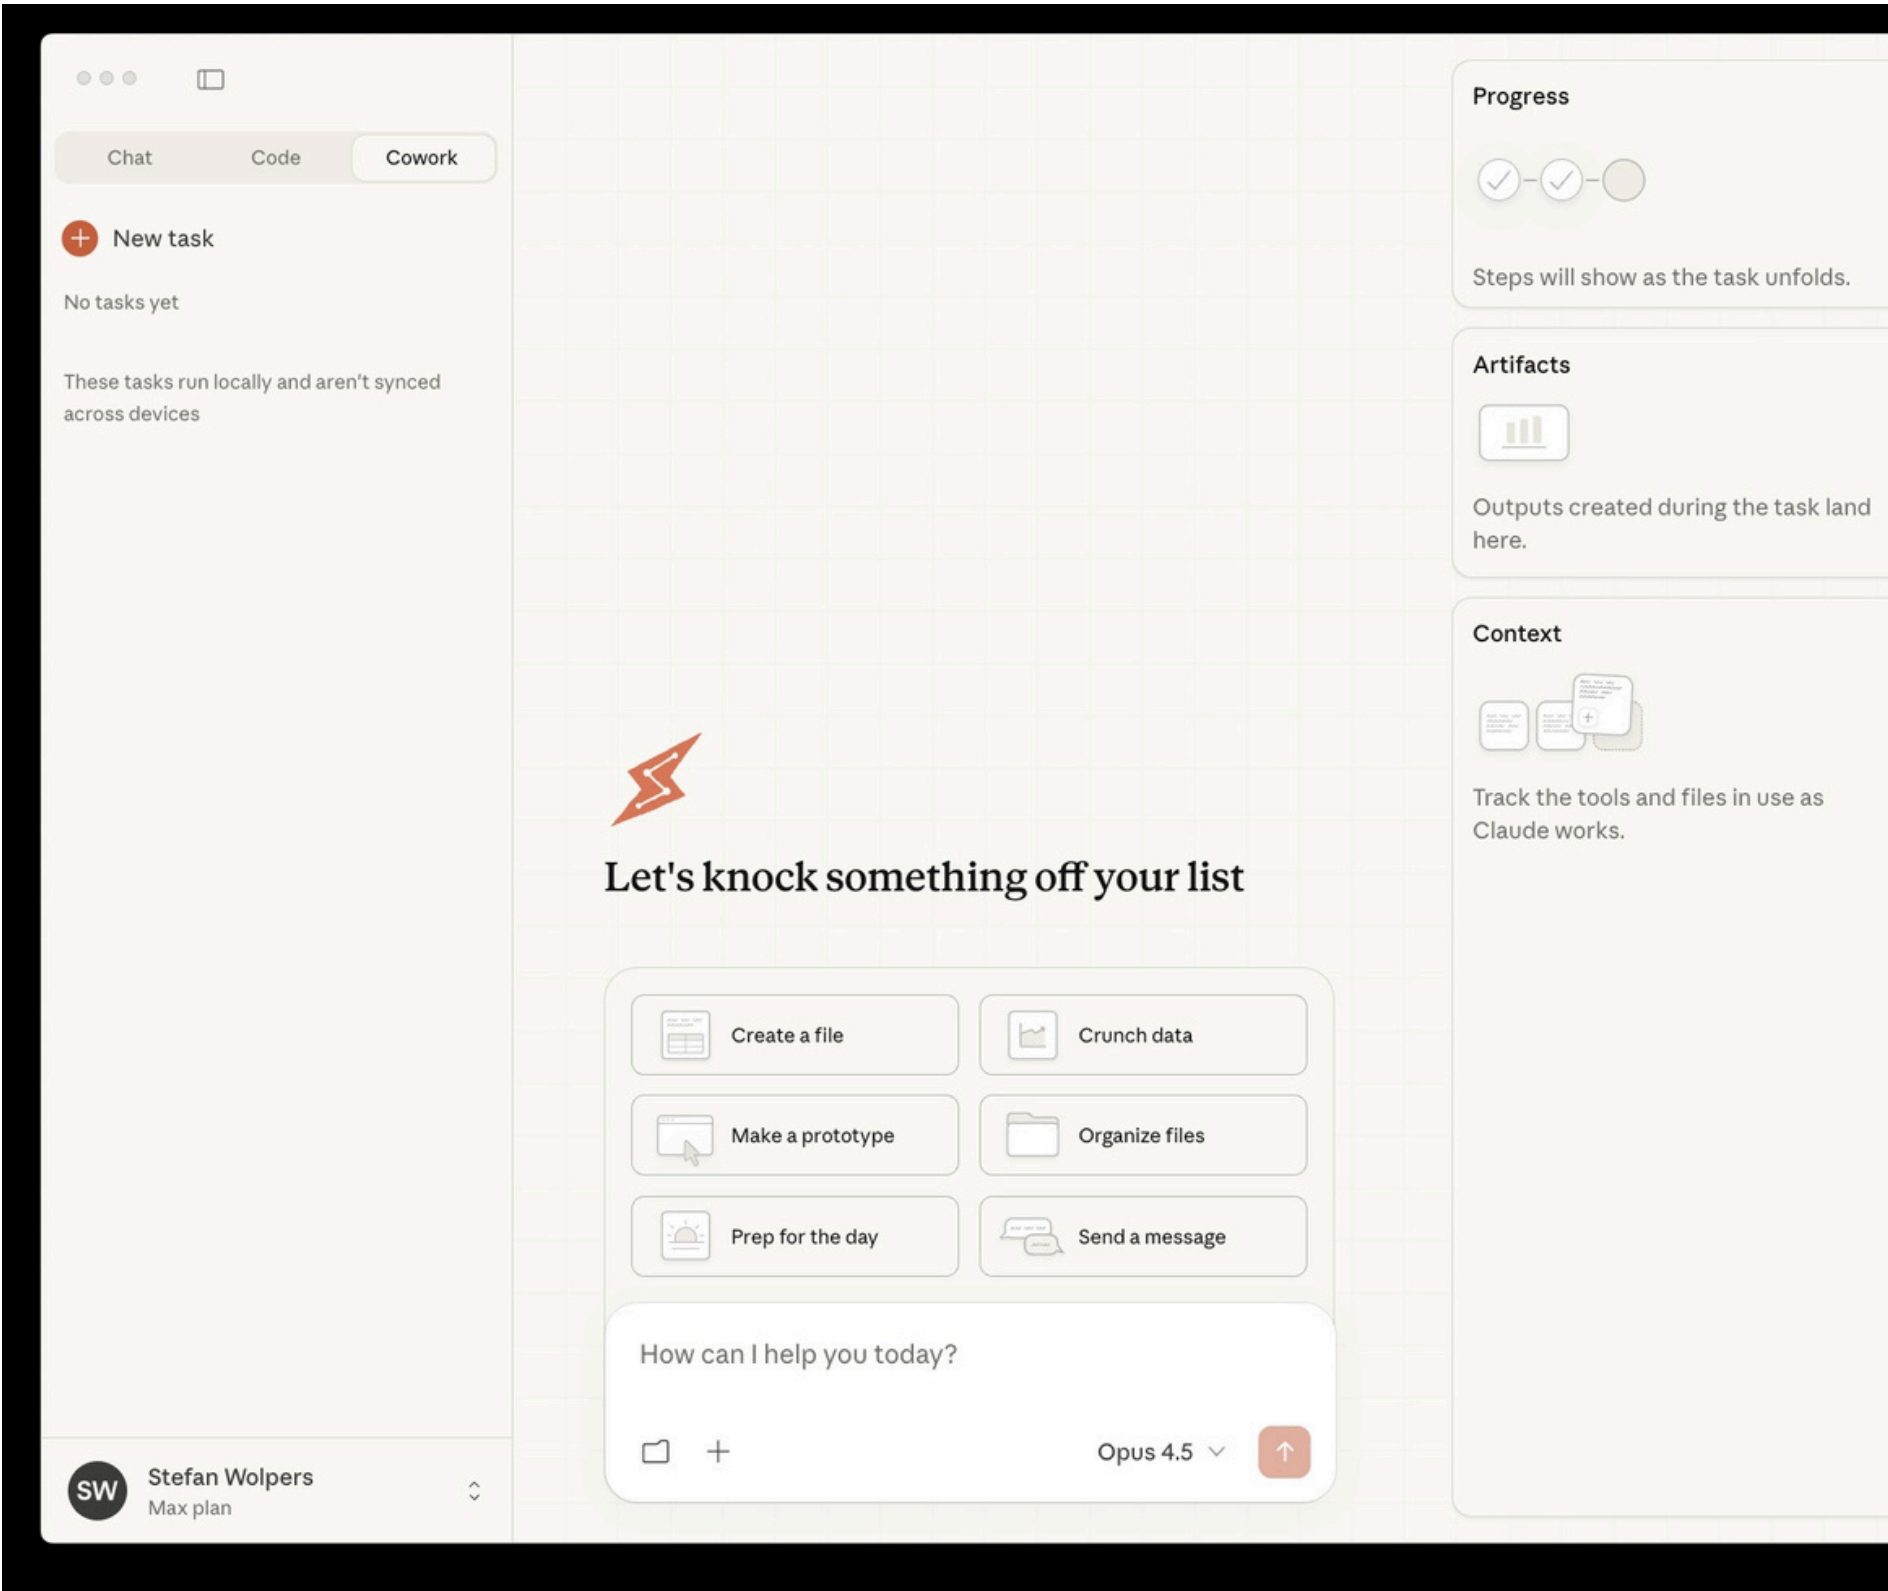 Chat
Code
Cowork
New task
No tasks yet
These tasks run locally and aren't synced
across devices
SW
Stefan Wolpers
Max plan
Let's knock something off your list
Create a file
Crunch data
Make a prototype
Organize files
Prep for the day
Send a message
How can I help you today?
Opus 4.5
Progress
Steps will show as the task unfolds.
Artifacts
Outputs created during the task land
here.
Context
Track the tools and files in use as
Claude works.